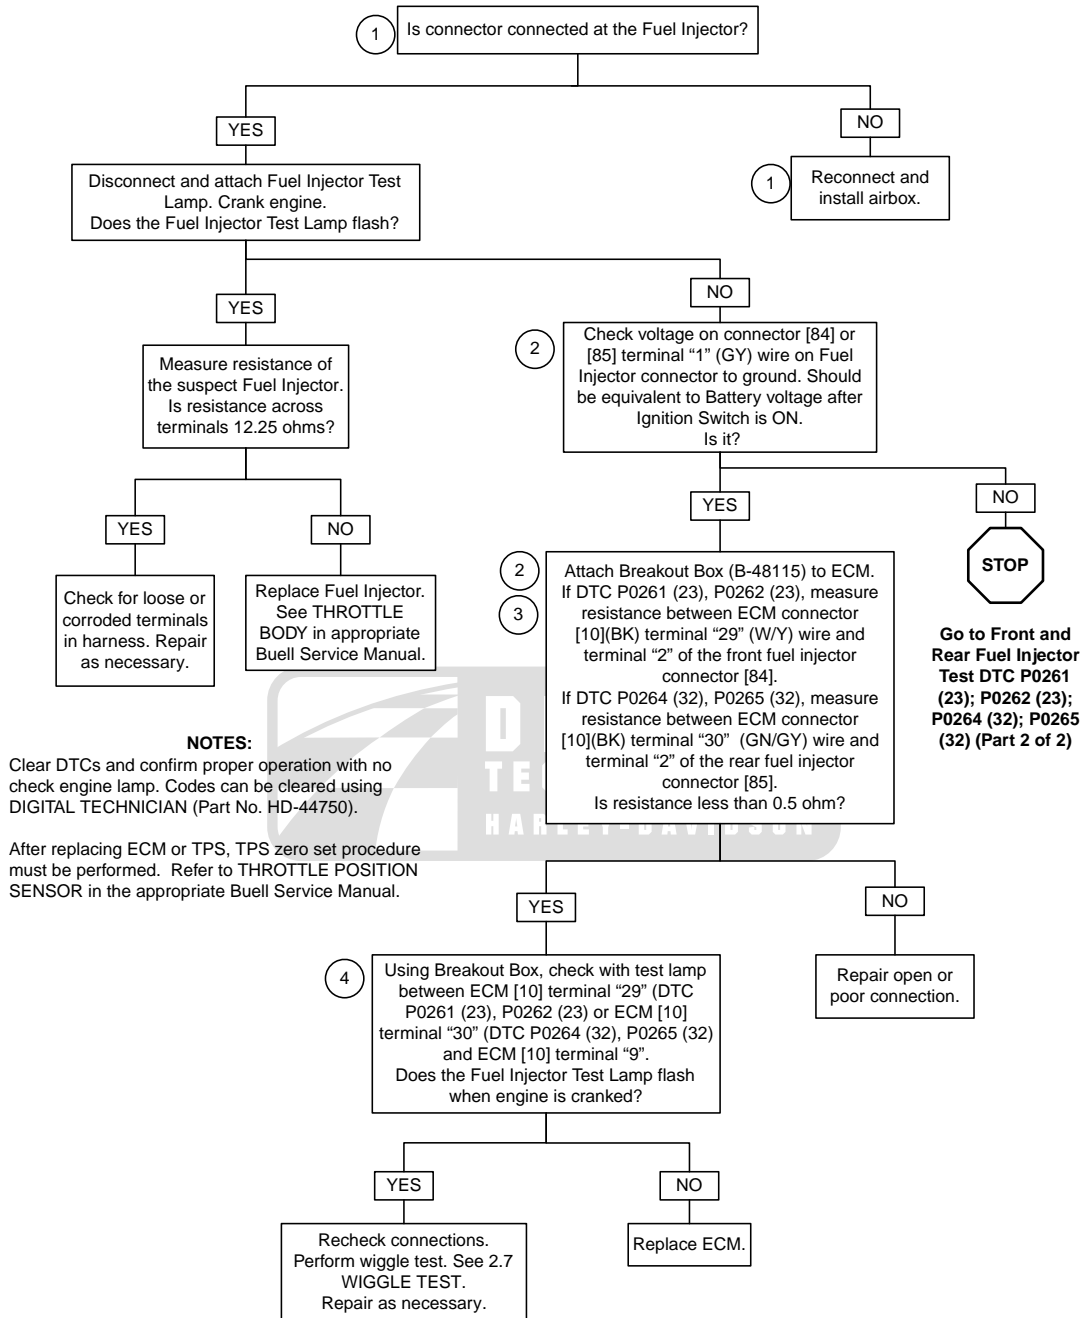 1
Is connector connected at the Fuel Injector?
YES
NO
Disconnect and attach Fuel Injector Test
Lamp. Crank engine.
Does the Fuel Injector Test Lamp flash?
1
Reconnect and
install airbox.
YES
NO
Measure resistance of
the suspect Fuel Injector.
Is resistance across
terminals 12.25 ohms?
2
Check voltage on connector [84] or
[85] terminal “1” (GY) wire on Fuel
Injector connector to ground. Should
be equivalent to Battery voltage after
Ignition Switch is ON.
Is it?
YES
NO
YES
NO
Check for loose or
corroded terminals
in harness. Repair
as necessary.
Replace Fuel Injector.
See THROTTLE
BODY in appropriate
Buell Service Manual.
2
3
Attach Breakout Box (B-48115) to ECM.
If DTC P0261 (23), P0262 (23), measure
resistance between ECM connector
[10](BK) terminal “29” (W/Y) wire and
terminal “2” of the front fuel injector
connector [84].
If DTC P0264 (32), P0265 (32), measure
resistance between ECM connector
[10](BK) terminal “30” (GN/GY) wire and
terminal “2” of the rear fuel injector
connector [85].
Is resistance less than 0.5 ohm?
STOP
Go to Front and
Rear Fuel Injector
Test DTC P0261
(23); P0262 (23);
P0264 (32); P0265
(32) (Part 2 of 2)
NOTES:
Clear DTCs and confirm proper operation with no
check engine lamp. Codes can be cleared using
DIGITAL TECHNICIAN (Part No. HD-44750).
After replacing ECM or TPS, TPS zero set procedure
must be performed. Refer to THROTTLE POSITION
SENSOR in the appropriate Buell Service Manual.
D
TE
HARLEY-DAVIDSON
YES
NO
4
Using Breakout Box, check with test lamp
between ECM [10] terminal “29” (DTC
P0261 (23), P0262 (23) or ECM [10]
terminal “30” (DTC P0264 (32), P0265 (32)
and ECM [10] terminal “9”.
Does the Fuel Injector Test Lamp flash
when engine is cranked?
Repair open or
poor connection.
YES
NO
Recheck connections.
Perform wiggle test. See 2.7
WIGGLE TEST.
Repair as necessary.
Replace ECM.